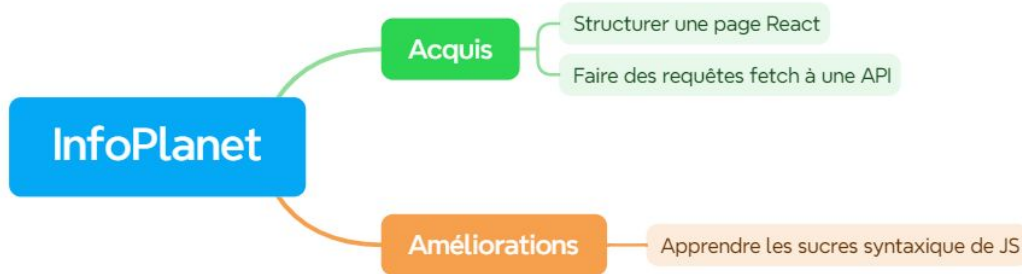 InfoPlanet
Acquis
Structurer une page React
Faire des requêtes fetch à une API
Améliorations
Apprendre les sucres syntaxique de JS